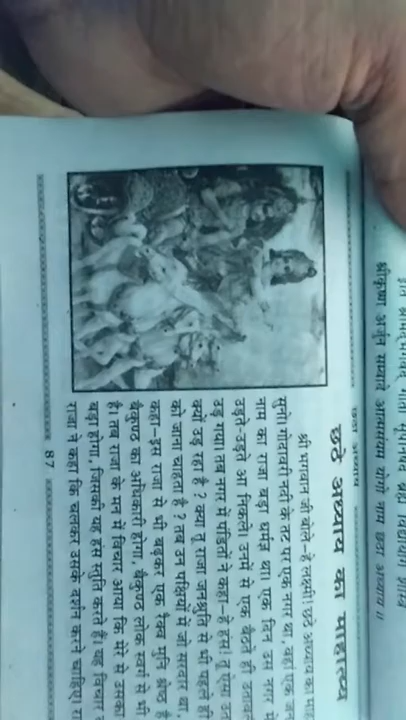 श्रीकृष्ण अर्जुन सम्वादे आत्मसंयम योगो नाम छठा अध्याय ॥
छठा अध्याय
छठे अध्याय का माहात्म्य
श्री भगवान जी बोले-हे लक्ष्मी! छठे अध्याय का
सुनो। गोदावरी नदी के तट पर एक नगर था, वहां एक
नाम का राजा बड़ा धर्मज्ञ था। एक दिन उस नगर में
उड़ते-उड़ते आ निकले। उनमें से एक बैठते ही उतावल
उड़ गया। तब नगर में पंडितों ने कहा-हे हंस! तू ऐसा
क्यों उड़ रहा है? क्या तू राजा जनश्रुति से भी पहले ही
को जाना चाहता है? तब उन पक्षियों में जो सरदार था,
कहा-इस राजा से भी बढ़कर एक रैक्व मुनि श्रेष्ठ है
बैकुण्ठ का अधिकारी होगा, बैकुण्ठ लोक स्वर्ग से भी
है। तब राजा के मन में विचार आया कि मेरे से उसका
बड़ा होगा, जिसकी यह हंस स्तुति करते हैं। यह विचार
राजा ने कहा कि चलकर उसके दर्शन करने चाहिए।
87